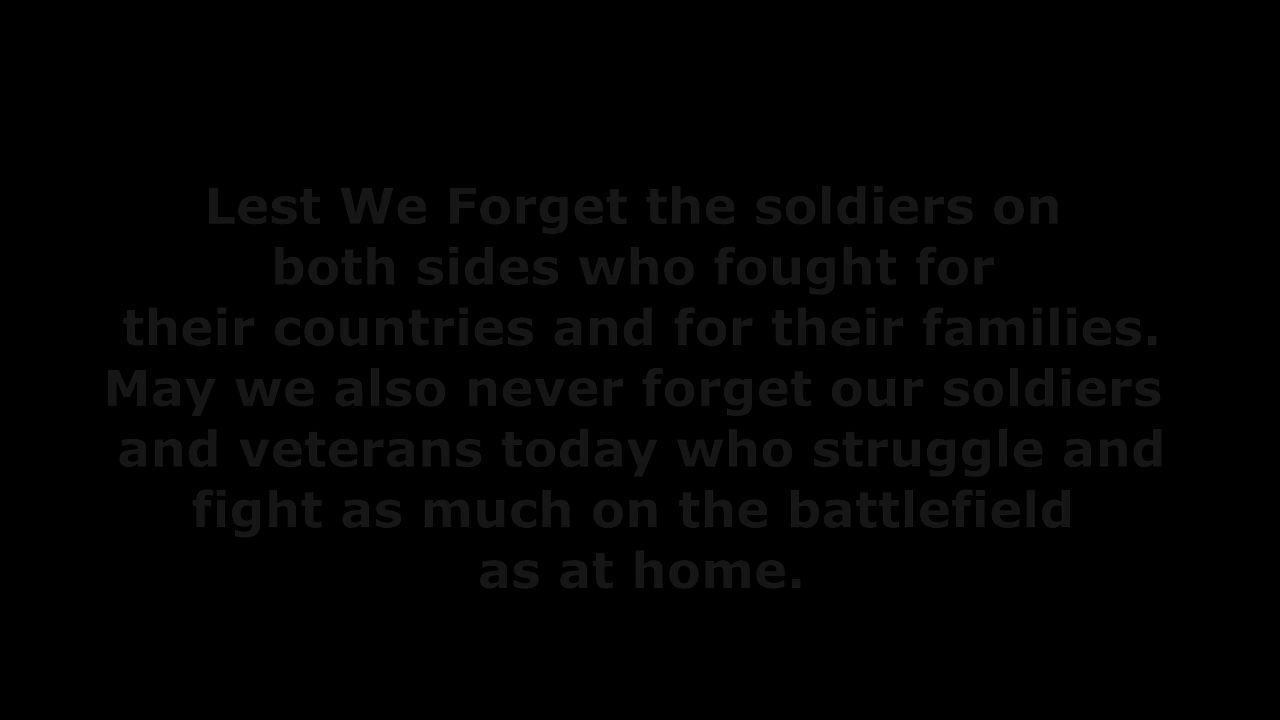 Lest We Forget the soldiers on
both sides who fought for
their countries and for their families.
May we also never forget our soldiers
and veterans today who struggle and
fight as much on the battlefield
as at home.